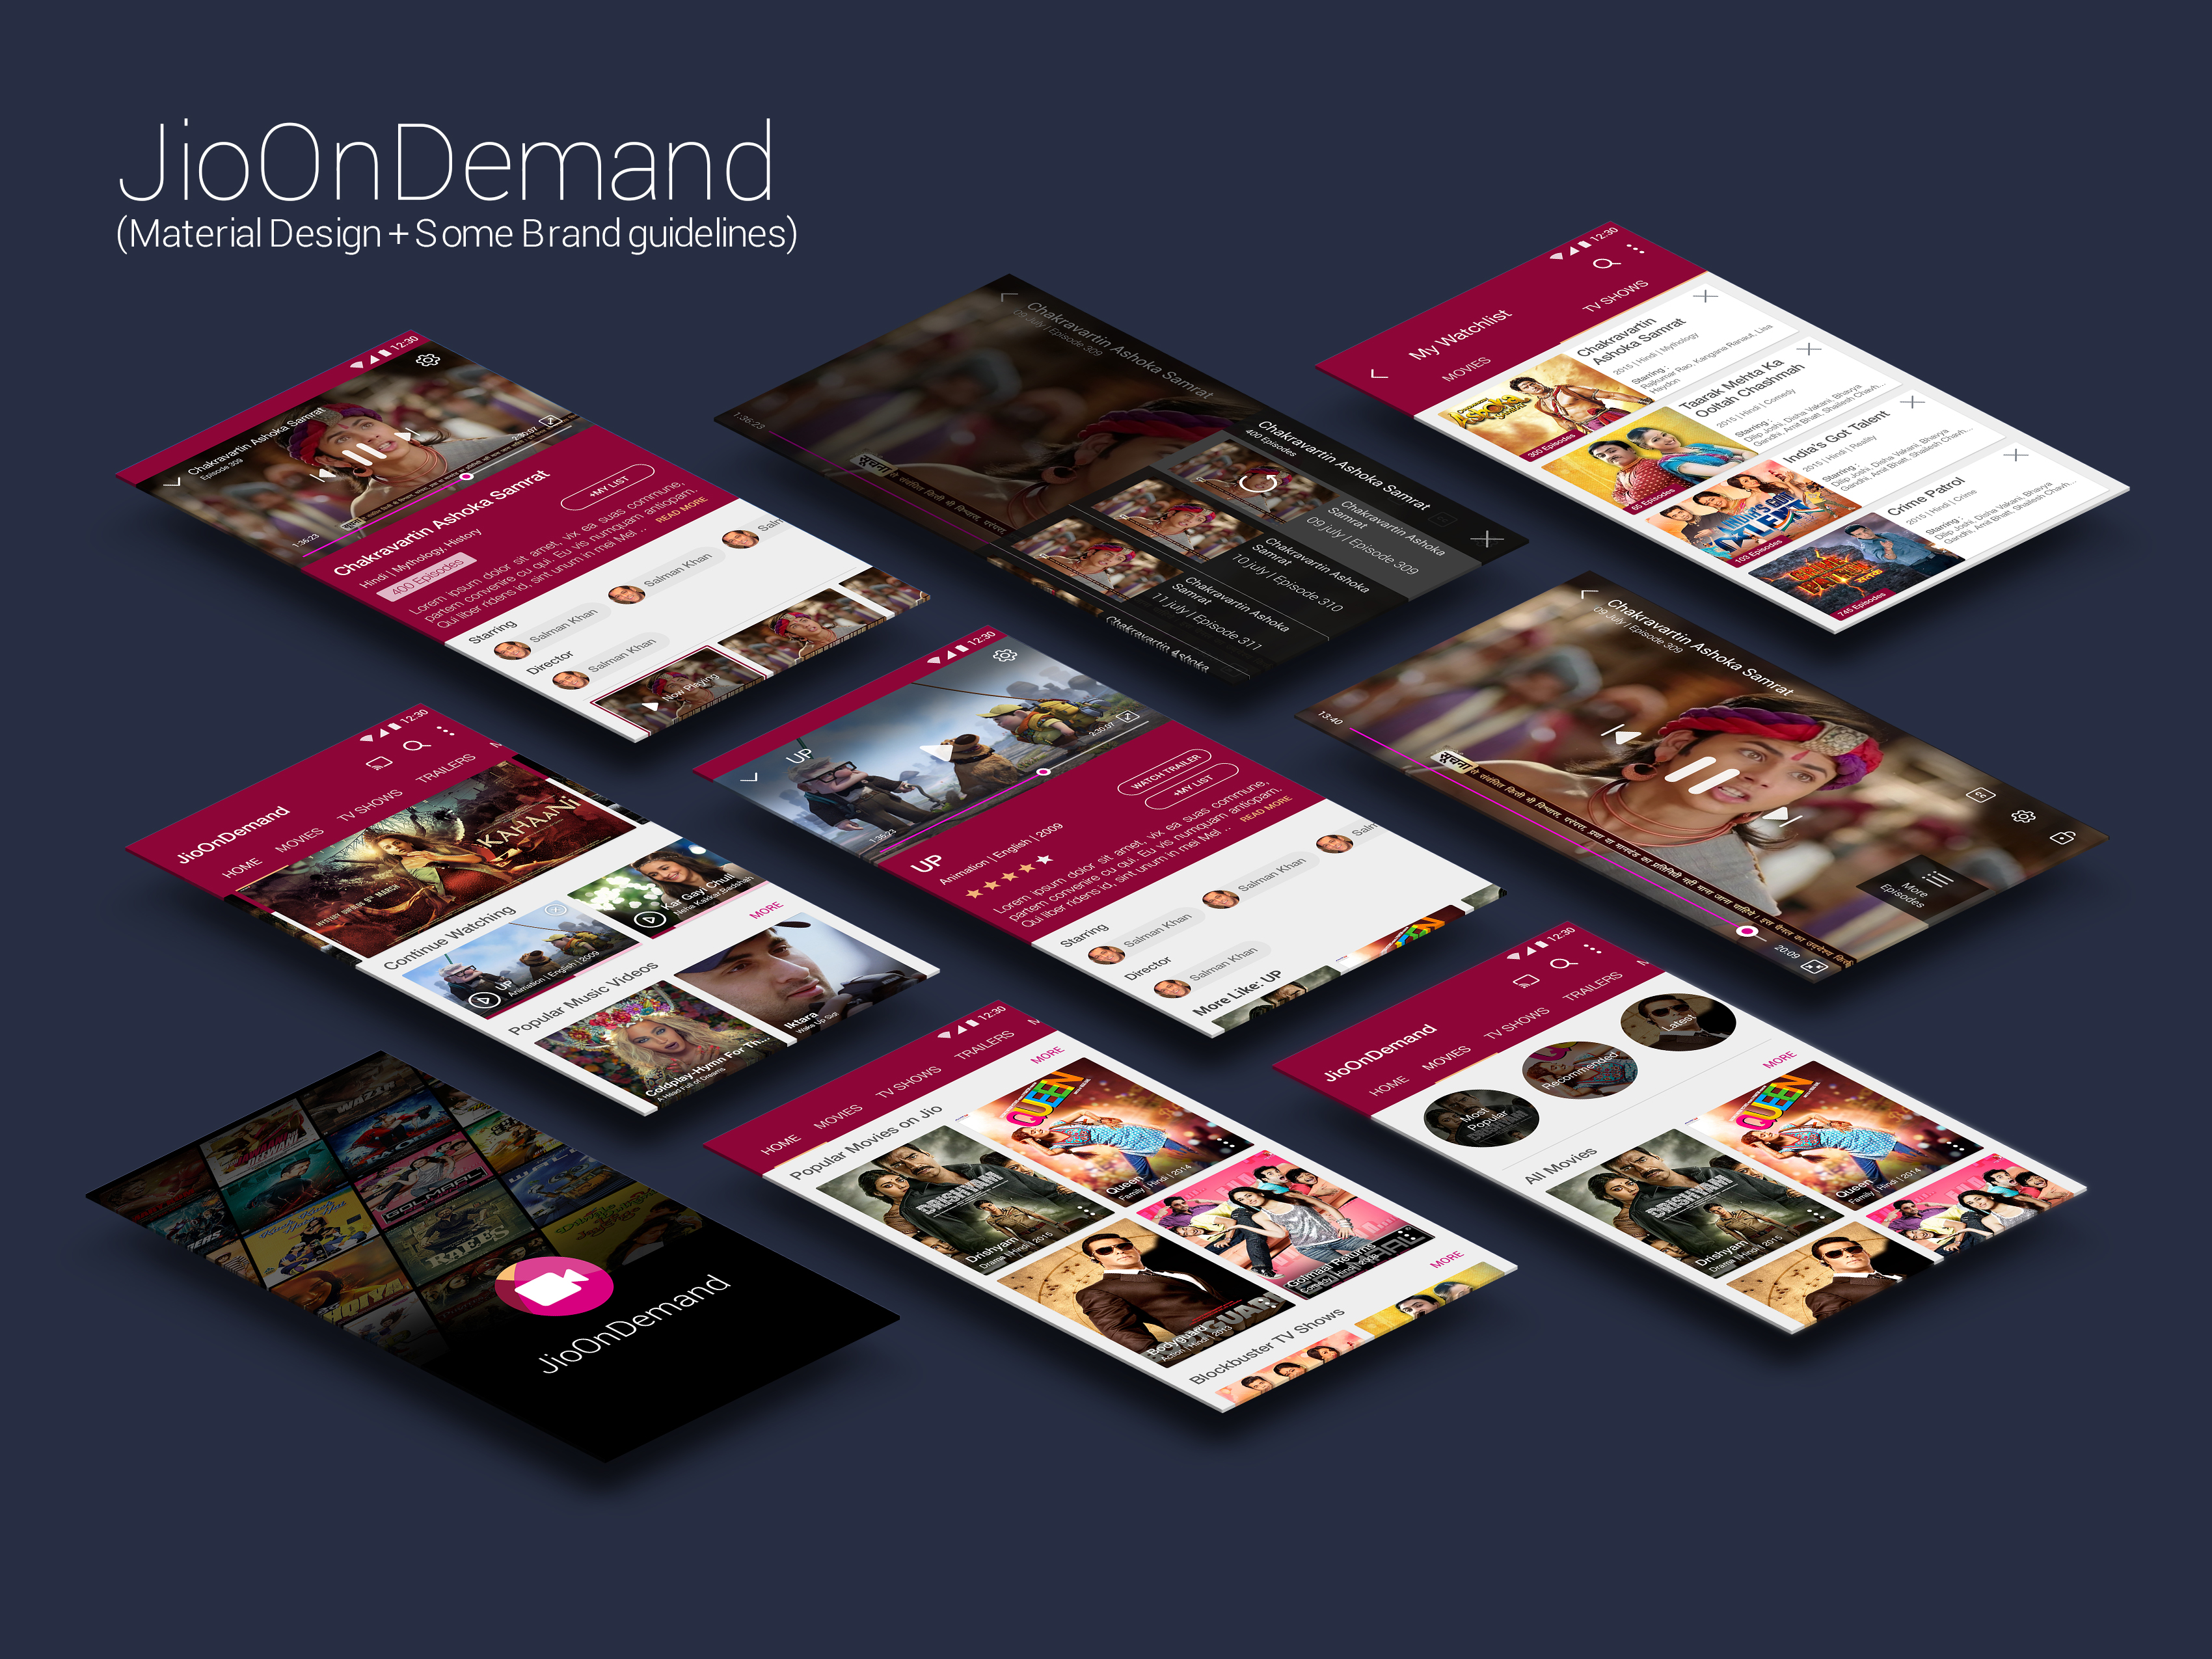 JioOnDemand
(Material Design + Some Brand guidelines)
12:30
Chakravartin Ashoka Samrat
Episode 309
1:36:23
2:30:07
सूचना
Chakravartin Ashoka Samrat
Hindi | Mythology, History
400 Episodes
+MY LIST
Lorem ipsum dolor sit amet, vix ea suas commune,
partem convenire cu qui. Eu vis numquam antiopam.
Qui liber ridens id, sint unum in mei Mel ...
READ MORE
Starring
Salman Khan
Salman Khan
Salm
Director
Salman Khan
Now Playing
Chakravartin Ashoka Samrat
09 July | Episode 309
1:36:23
सूचना
Chakravartin Ashoka Samrat
400 Episodes
Chakravartin Ashoka
Samrat
09 july | Episode 309
Chakravartin Ashoka
Samrat
10 july | Episode 310
Chakravartin Ashoka
Samrat
11 july | Episode 311
Chakravartin Ashoka
12:30
My Watchlist
MOVIES
TV SHOWS
Chakravartin
Ashoka Samrat
2015 | Hindi | Mythology
Starring :
Rajkumar Rao, Kangana Ranaut, Lisa
Haydon
300 Episodes
Taarak Mehta Ka
Ooltah Chashmah
2015 | Hindi | Comedy
Starring :
Dilip Joshi, Disha Vakani, Bhavya
Gandhi, Amit Bhatt, Shailesh Chavh...
65 Episodes
India's Got Talent
2015 | Hindi | Reality
Starring :
Dilip Joshi, Disha Vakani, Bhavya
Gandhi, Amit Bhatt, Shailesh Chavh...
INDIA'S GOT
TALENT
103 Episodes
Crime Patrol
2015 | Hindi | Crime
Starring :
Dilip Joshi, Disha Vakani, Bhavya
Gandhi, Amit Bhatt, Shailesh Chavh...
745 Episodes
12:30
JioOnDemand
HOME
MOVIES
TV SHOWS
TRAILERS
KAHAANI
Continue Watching
UP
Animation | English | 2009
Kar Gayi Chull
Neha Kakkar, Badshah
Popular Music Videos
MORE
Coldplay-Hymn For Th...
A Head Full of Dreams
Iktara
Wake Up Sid
12:30
UP
1:36:23
2:30:07
UP
Animation | English | 2009
WATCH TRAILER
+MY LIST
Lorem ipsum dolor sit amet, vix ea suas commune,
partem convenire cu qui. Eu vis numquam antiopam.
Qui liber ridens id, sint unum in mei Mel ...
READ MORE
Starring
Salman Khan
Salman Khan
Salm
Director
Salman Khan
More Like: UP
Chakravartin Ashoka Samrat
09 July | Episode 309
13:40
सूचना
More
Episodes
20:09
WAZIR
GOLMAAL
RAEES
JioOnDemand
12:30
HOME
MOVIES
TV SHOWS
TRAILERS
Popular Movies on Jio
MORE
DRISHYAM
Drishyam
Drama | Hindi | 2015
QUEEN
Queen
Family | Hindi | 2014
Bodyguard
Action | Hindi | 2013
Golmaal Returns
Blockbuster TV Shows
MORE
12:30
JioOnDemand
HOME
MOVIES
TV SHOWS
TRAILERS
Most
Popular
Recommended
Latest
All Movies
MORE
DRISHYAM
Drishyam
Drama | Hindi | 2015
QUEEN
Queen
Family | Hindi | 2014